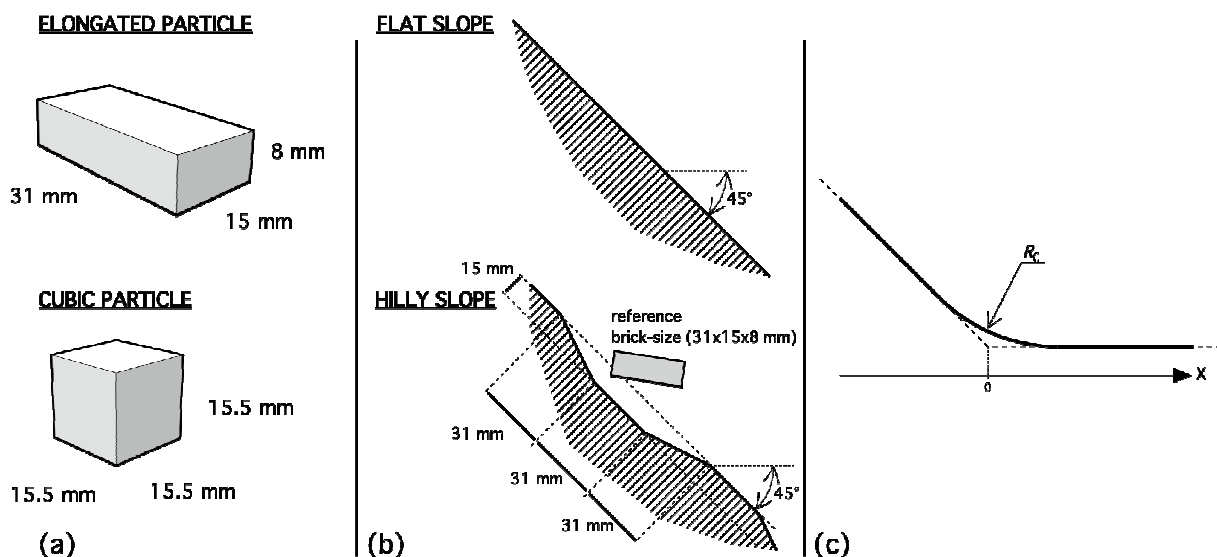 ELONGATED PARTICLE
8 mm
31 mm
15 mm
CUBIC PARTICLE
15.5 mm
15.5 mm
15.5 mm
(a)
FLAT SLOPE
45°
15 mm
HILLY SLOPE
reference
brick-size (31x15x8 mm)
31 mm
31 mm
31 mm
45°
(b)
RC
X
0
(c)